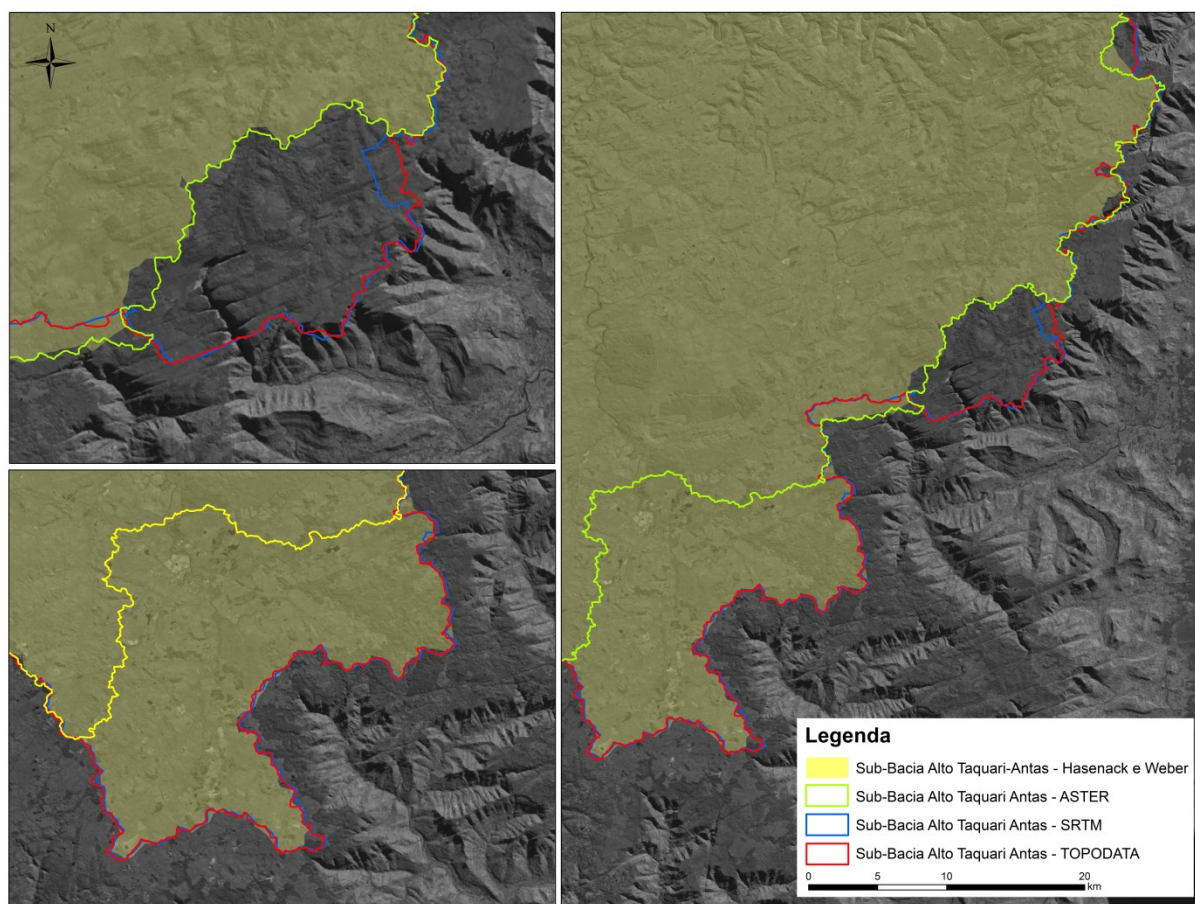 N
Legenda
Sub-Bacia Alto Taquari-Antas - Hasenack e Weber
Sub-Bacia Alto Taquari Antas - ASTER
Sub-Bacia Alto Taquari Antas - SRTM
Sub-Bacia Alto Taquari Antas - TOPODATA
0 5 10 20
km